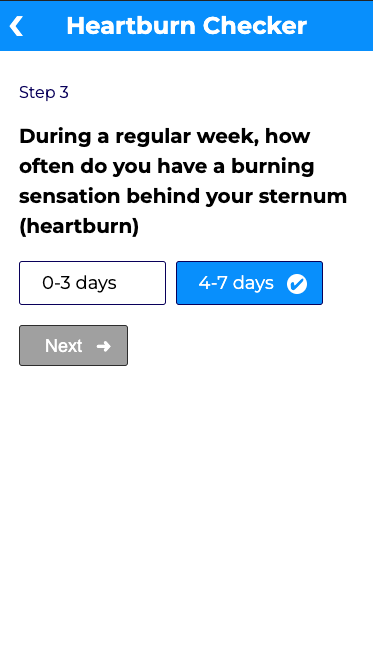 Heartburn Checker
Step 3
During a regular week, how
often do you have a burning
sensation behind your sternum
(heartburn)
0-3 days
4-7 days
Next